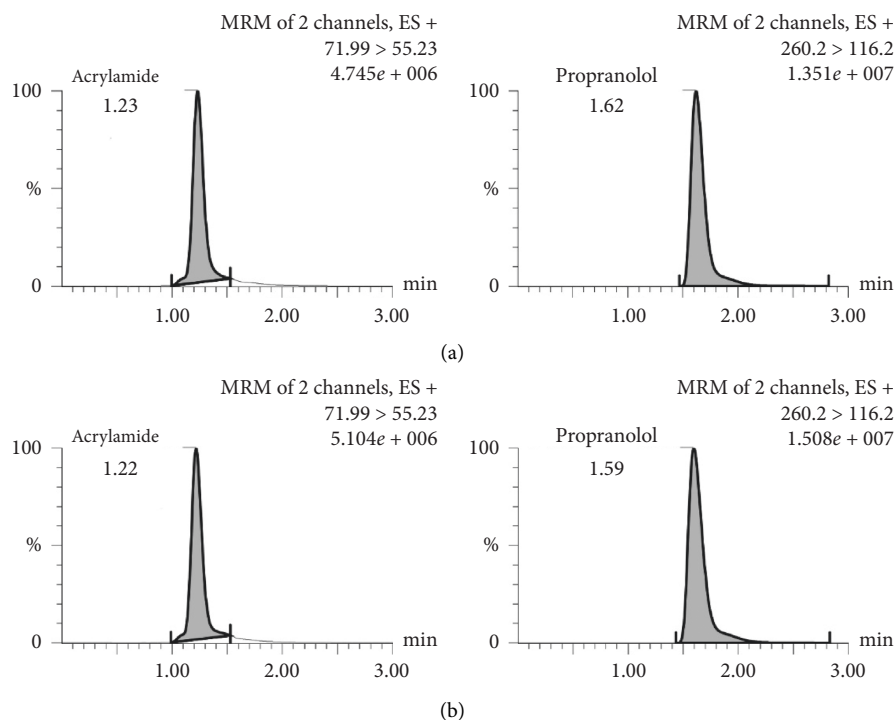 MRM of 2 channels, ES +
71.99 > 55.23
4.745e + 006
Acrylamide
1.23
100
%
0
min
1.00
2.00
3.00
MRM of 2 channels, ES +
260.2 > 116.2
1.351e + 007
Propranolol
1.62
100
%
0
min
1.00
2.00
3.00
(a)
MRM of 2 channels, ES +
71.99 > 55.23
5.104e + 006
Acrylamide
1.22
100
%
0
min
1.00
2.00
3.00
MRM of 2 channels, ES +
260.2 > 116.2
1.508e + 007
Propranolol
1.59
100
%
0
min
1.00
2.00
3.00
(b)